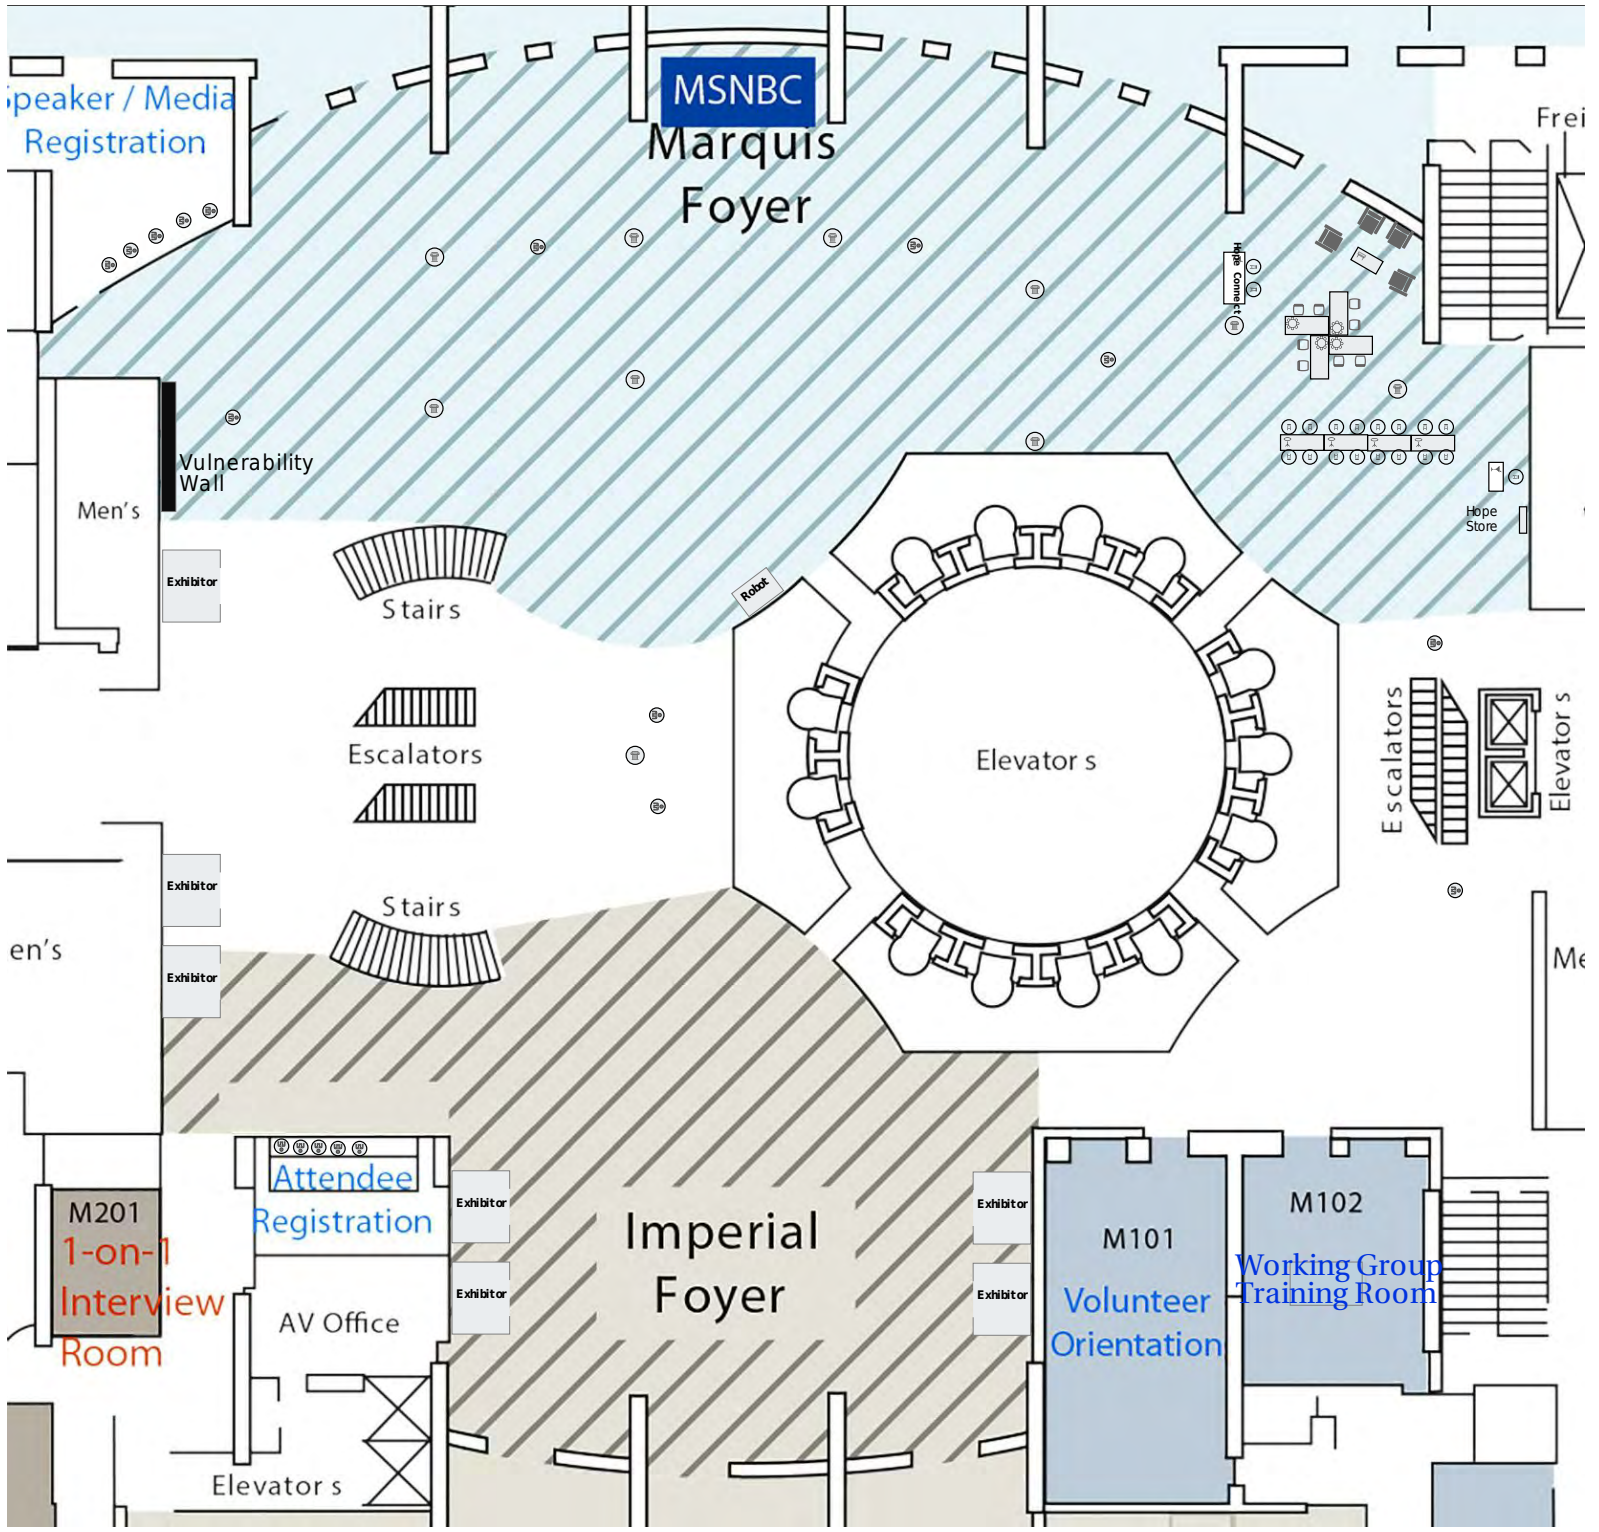 MSNBC
Speaker / Media
Registration
Marquis
Foyer
Frei
Hope Connect
Vulnerability
Wall
Men's
Hope
Store
Exhibitor
Stairs
Robot
Escalators
Elevators
Escalators
Elevators
Exhibitor
Stairs
en's
Exhibitor
Me
Attendee
Registration
M201
1-on-1
Interview
Room
Exhibitor
Exhibitor
Imperial
Foyer
Exhibitor
Exhibitor
M101
Volunteer
Orientation
M102
Working Group
Training Room
AV Office
Elevators